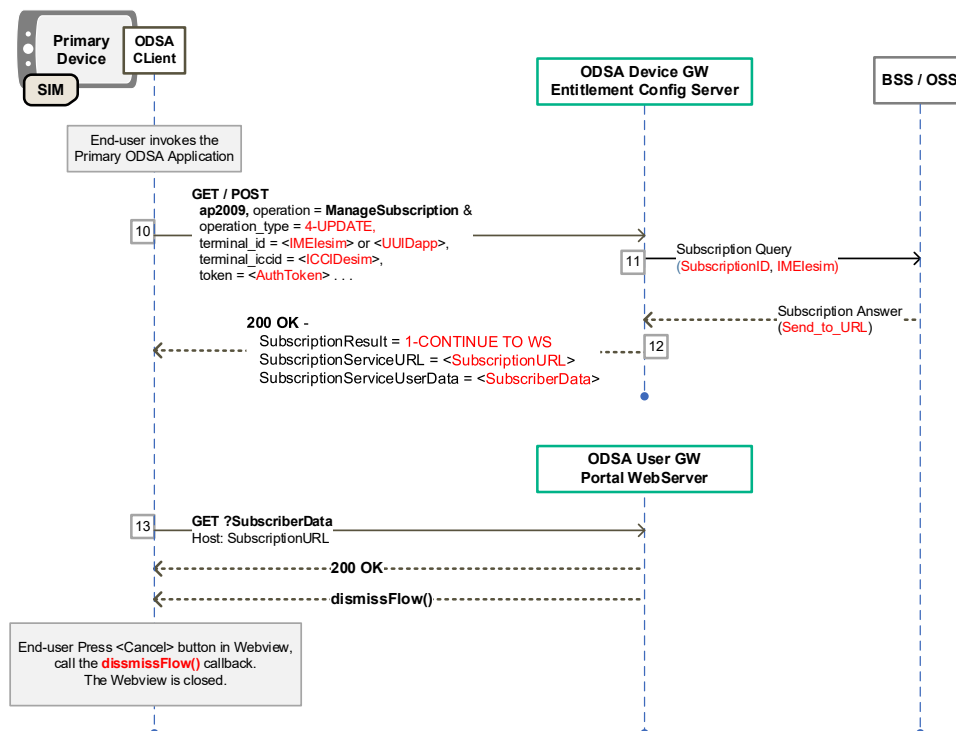 Primary
Device
ODSA
CLient
SIM
ODSA Device GW
Entitlement Config Server
BSS / OSS
End-user invokes the
Primary ODSA Application
10
GET / POST
ap2009, operation = ManageSubscription &
operation_type = 4-UPDATE,
terminal_id = <IMEIesim> or <UUIDapp>,
terminal_iccid = <ICCIDesim>,
token = <AuthToken> . . .
11
Subscription Query
(SubscriptionID, IMEIesim)
Subscription Answer
(Send_to_URL)
12
200 OK -
SubscriptionResult = 1-CONTINUE TO WS
SubscriptionServiceURL = <SubscriptionURL>
SubscriptionServiceUserData = <SubscriberData>
ODSA User GW
Portal WebServer
13
GET ?SubscriberData
Host: SubscriptionURL
200 OK
dismissFlow()
End-user Press <Cancel> button in Webview,
call the dissmissFlow() callback.
The Webview is closed.